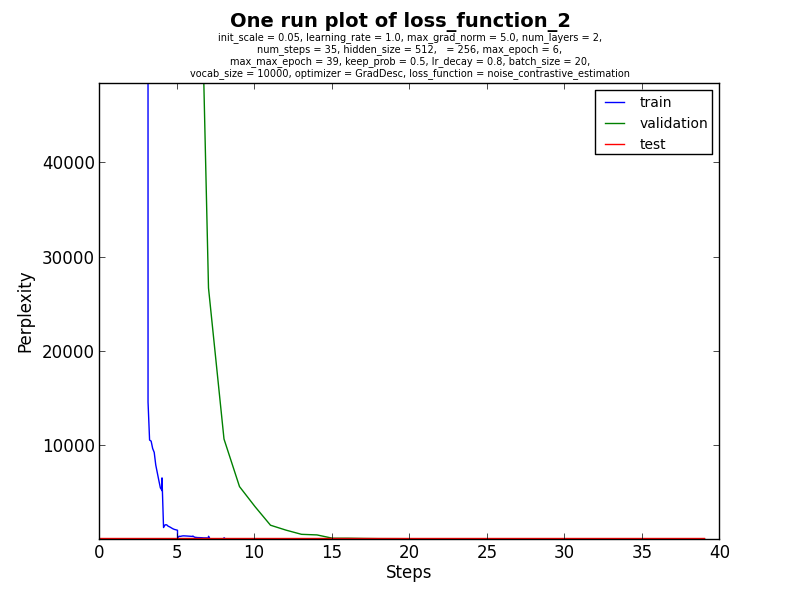 One run plot of loss_function_2
init_scale = 0.05, learning_rate = 1.0, max_grad_norm = 5.0, num_layers = 2,
num_steps = 35, hidden_size = 512,   = 256, max_epoch = 6,
max_max_epoch = 39, keep_prob = 0.5, lr_decay = 0.8, batch_size = 20,
vocab_size = 10000, optimizer = GradDesc, loss_function = noise_contrastive_estimation
train
validation
test
40000
30000
20000
10000
Perplexity
0 5 10 15 20 25 30 35 40
Steps